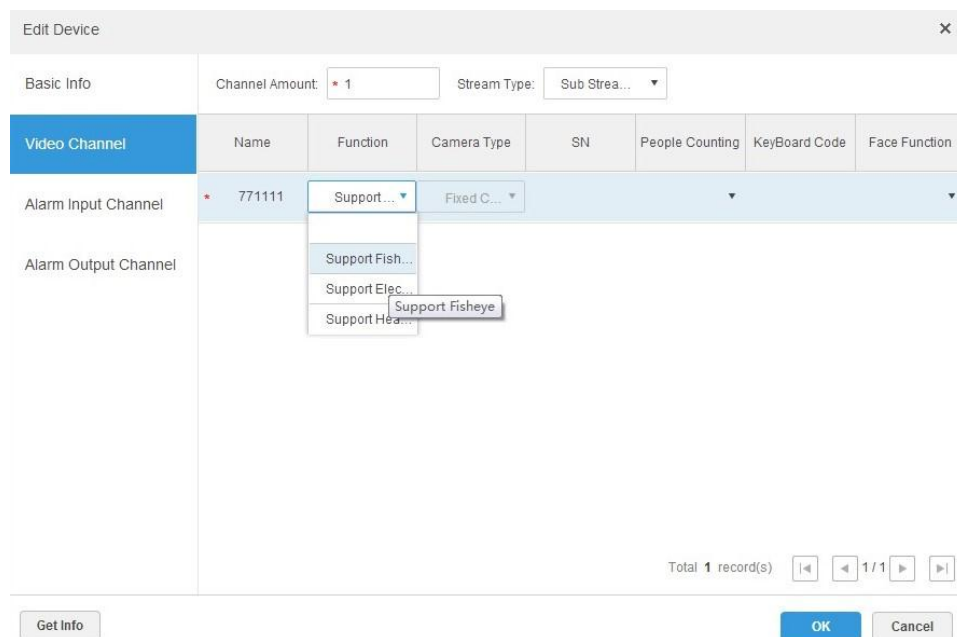 Edit Device ×
Basic Info
Channel Amount: * 1 Stream Type: Sub Strea...
Video Channel
Name Function Camera Type SN People Counting KeyBoard Code Face Function
Alarm Input Channel
* 771111 Support ... Fixed C...
Alarm Output Channel
Support Fish...
Support Elec...
Support Fisheye
Support Hea...
Total 1 record(s) 1/1
Get Info OK Cancel